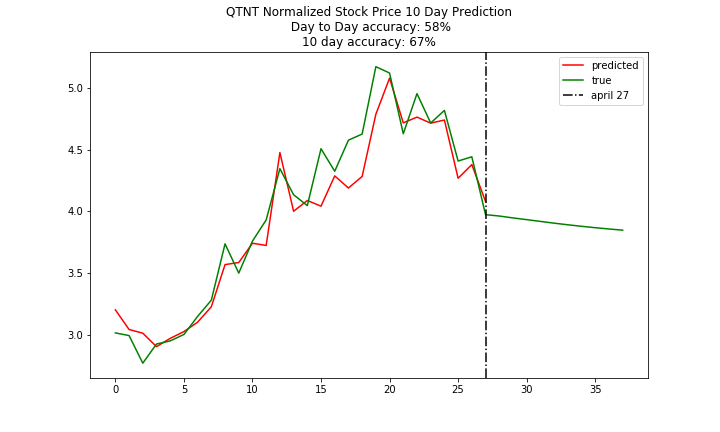 QTNT Normalized Stock Price 10 Day Prediction
Day to Day accuracy: 58%
10 day accuracy: 67%
predicted
true
april 27
5.0
4.5
4.0
3.5
3.0
0 5 10 15 20 25 30 35